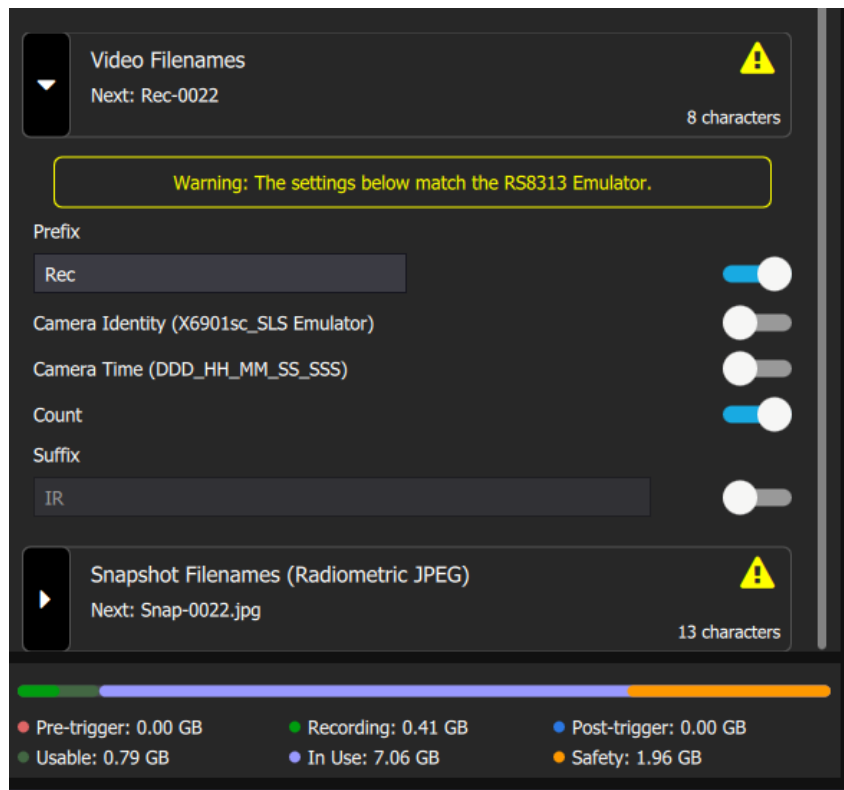 Video Filenames
Next: Rec-0022
8 characters
Warning: The settings below match the RS8313 Emulator.
Prefix
Rec
Camera Identity (X6901sc_SLS Emulator)
Camera Time (DDD_HH_MM_SS_SSS)
Count
Suffix
IR
Snapshot Filenames (Radiometric JPEG)
Next: Snap-0022.jpg
13 characters
Pre-trigger: 0.00 GB
Recording: 0.41 GB
Post-trigger: 0.00 GB
Usable: 0.79 GB
In Use: 7.06 GB
Safety: 1.96 GB